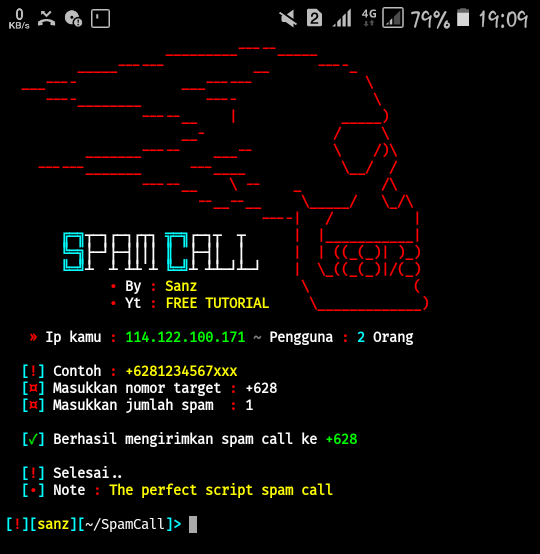 0 KB/s 2 4G 79% 19:09
SPAM CALL
• By : Sanz
• Yt : FREE TUTORIAL
» Ip kamu : 114.122.100.171 ~ Pengguna : 2 Orang
[!] Contoh : +6281234567xxx
[¤] Masukkan nomor target : +628
[¤] Masukkan jumlah spam : 1
[✓] Berhasil mengirimkan spam call ke +628
[!] Selesai..
[•] Note : The perfect script spam call
[!][sanz][~/SpamCall]>